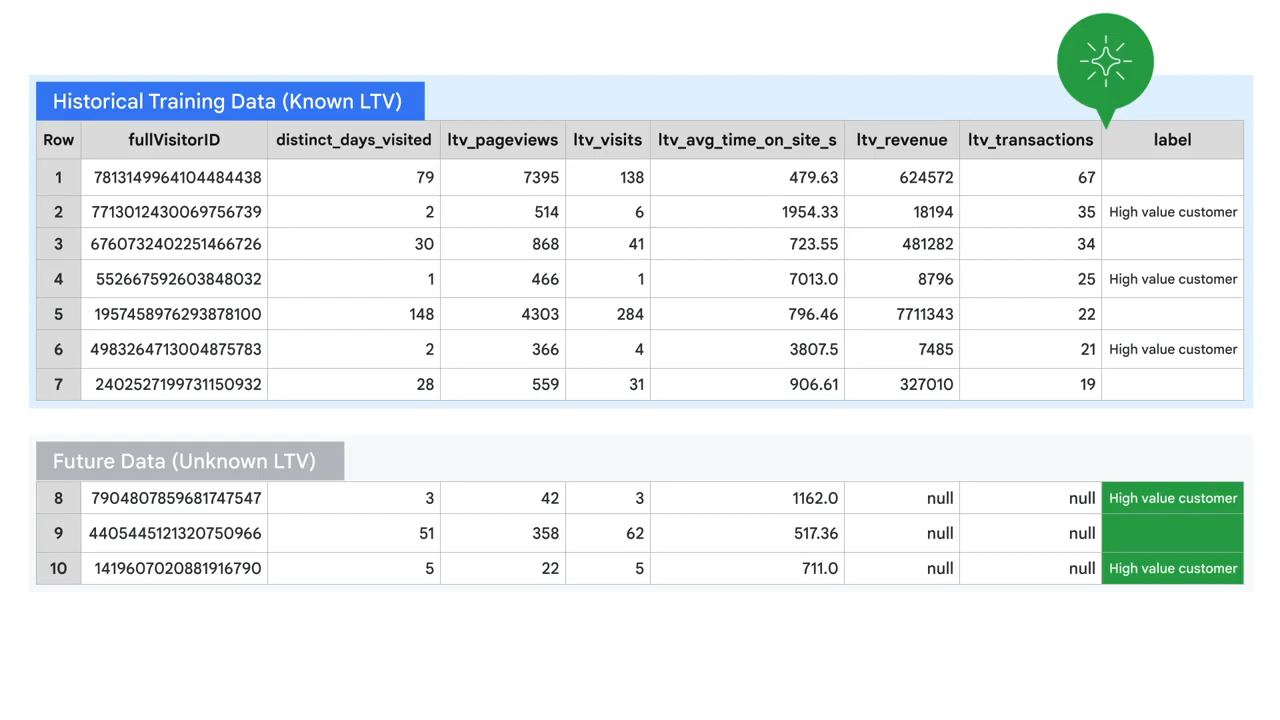 Historical Training Data (Known LTV)
Row fullVisitorID distinct_days_visited ltv_pageviews ltv_visits ltv_avg_time_on_site_s ltv_revenue ltv_transactions label
1 7813149964104484438 79 7395 138 479.63 624572 67
2 7713012430069756739 2 514 6 1954.33 18194 35 High value customer
3 6760732402251466726 30 868 41 723.55 481282 34
4 552667592603848032 1 466 1 7013.0 8796 25 High value customer
5 1957458976293878100 148 4303 284 796.46 7711343 22
6 4983264713004875783 2 366 4 3807.5 7485 21 High value customer
7 2402527199731150932 28 559 31 906.61 327010 19
Future Data (Unknown LTV)
8 7904807859681747547 3 42 3 1162.0 null null High value customer
9 4405445121320750966 51 358 62 517.36 null null
10 1419607020881916790 5 22 5 711.0 null null High value customer